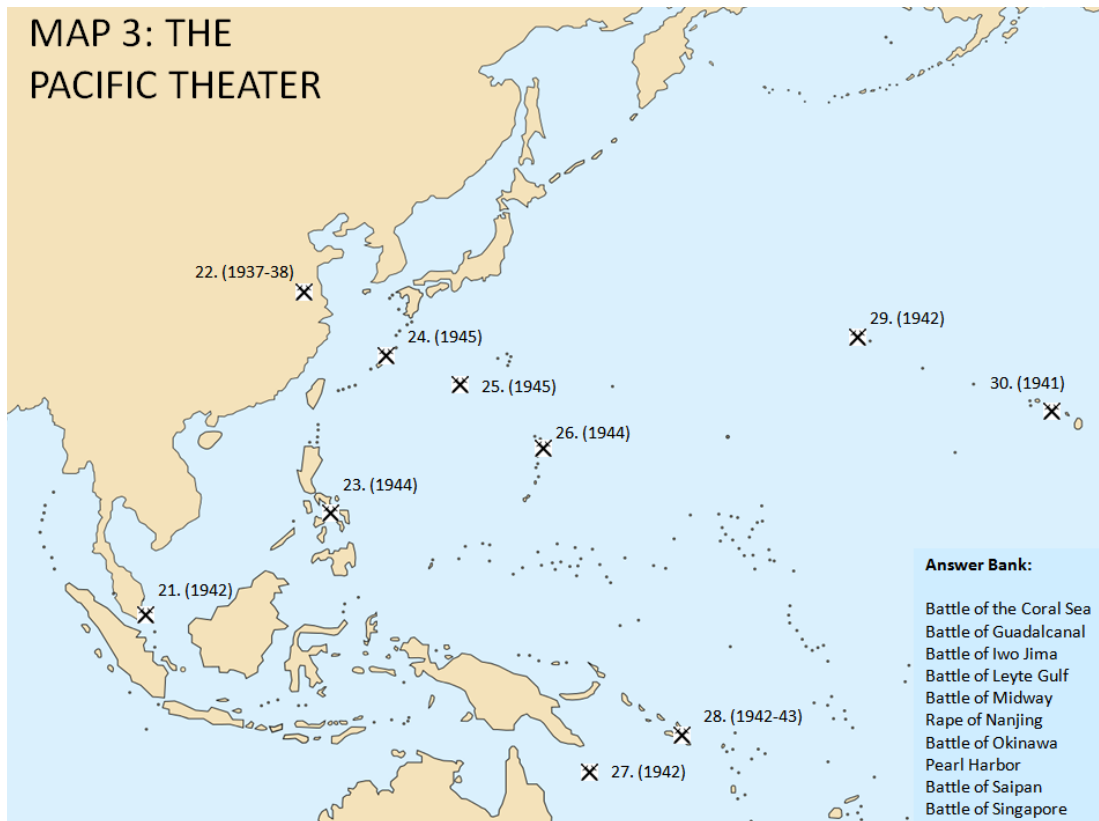 MAP 3: THE
PACIFIC THEATER
22. (1937-38)
24. (1945)
29. (1942)
25. (1945)
30. (1941)
26. (1944)
23. (1944)
21. (1942)
28. (1942-43)
27. (1942)
Answer Bank:
Battle of the Coral Sea
Battle of Guadalcanal
Battle of Iwo Jima
Battle of Leyte Gulf
Battle of Midway
Rape of Nanjing
Battle of Okinawa
Pearl Harbor
Battle of Saipan
Battle of Singapore